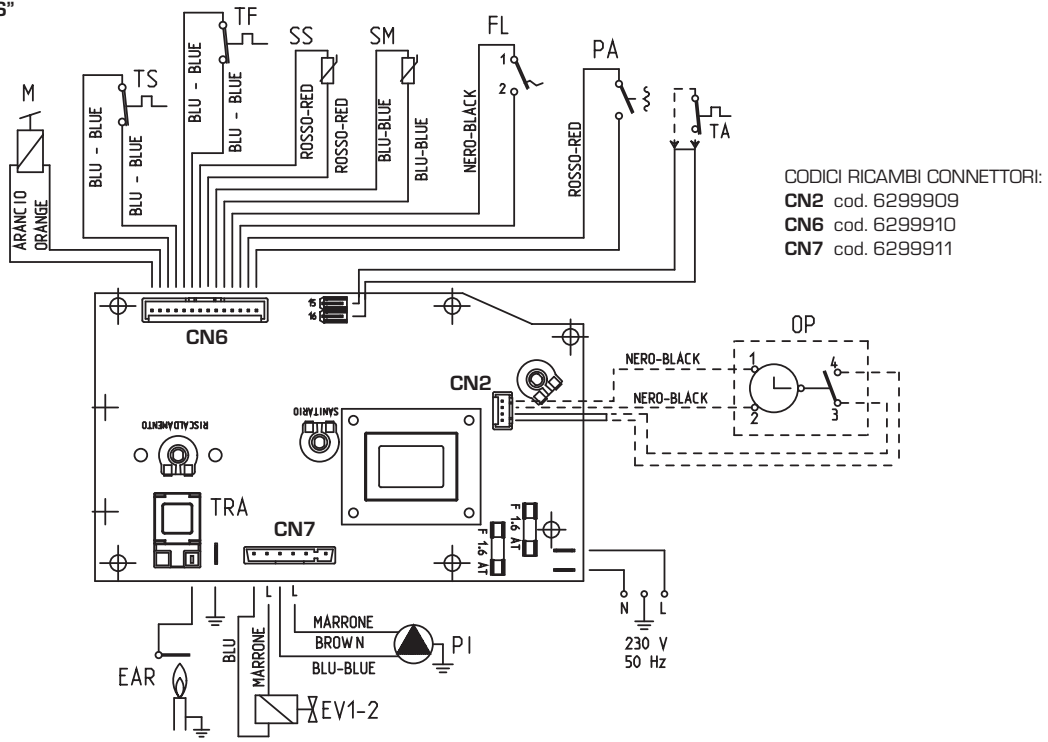 6"
TF
SS
SM
FL
PA
TS
M
TA
BLU - BLUE
BLU - BLUE
BLU - BLUE
BLU - BLUE
ROSSO-RED
ROSSO-RED
BLU-BLUE
BLU-BLUE
NERO-BLACK
1
2
ROSSO-RED
ARANCIO
ORANGE
CODICI RICAMBI CONNETTORI:
CN2 cod. 6299909
CN6 cod. 6299910
CN7 cod. 6299911
15
16
CN6
OP
NERO-BLACK
1
4
CN2
NERO-BLACK
2
3
RISCALDAMENTO
SANITARIO
TRA
CN7
F 1.6 AT
F 1.6 AT
L
L
N
L
230 V
50 Hz
MARRONE
BROWN
BLU-BLUE
PI
BLU
MARRONE
EAR
EV1-2